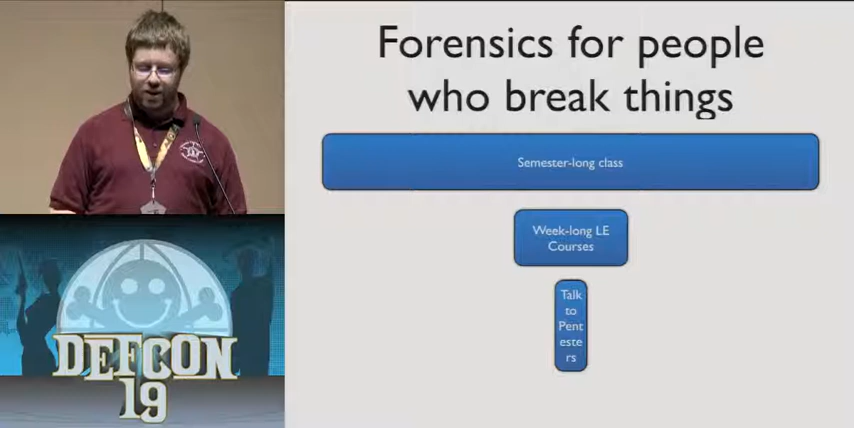 Forensics for people
who break things
Semester-long class
Week-long LE
Courses
Talk
to
Pent
este
rs
DEFCON
19